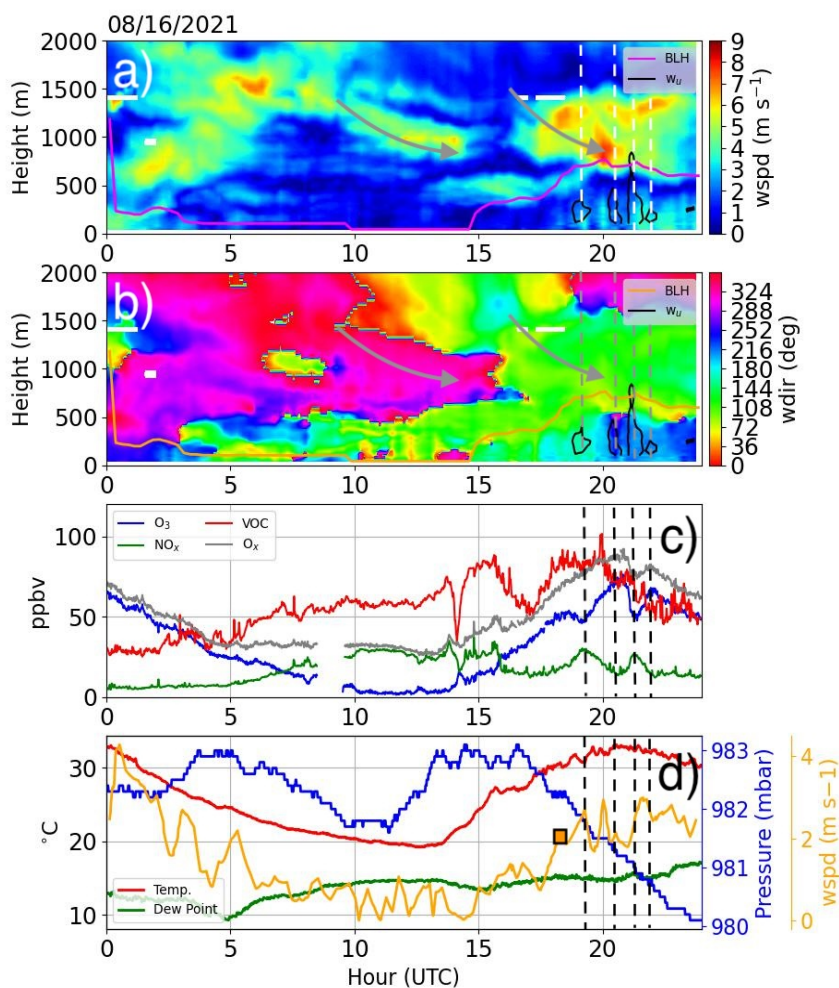 08/16/2021
2000
1500
1000
500
0
Height (m)
a)
BLH
wᵤ
0
5
10
15
20
9
8
7
6
5
4
3
2
1
0
wspd (m s⁻¹)
2000
1500
1000
500
0
Height (m)
b)
BLH
wᵤ
0
5
10
15
20
324
288
252
216
180
144
108
72
36
0
wdir (deg)
100
50
0
ppbv
O₃
NOₓ
VOC
Oₓ
c)
0
5
10
15
20
30
20
10
°C
d)
Temp.
Dew Point
983
982
981
980
Pressure (mbar)
4
2
0
wspd (m s−1)
0
5
10
15
20
Hour (UTC)